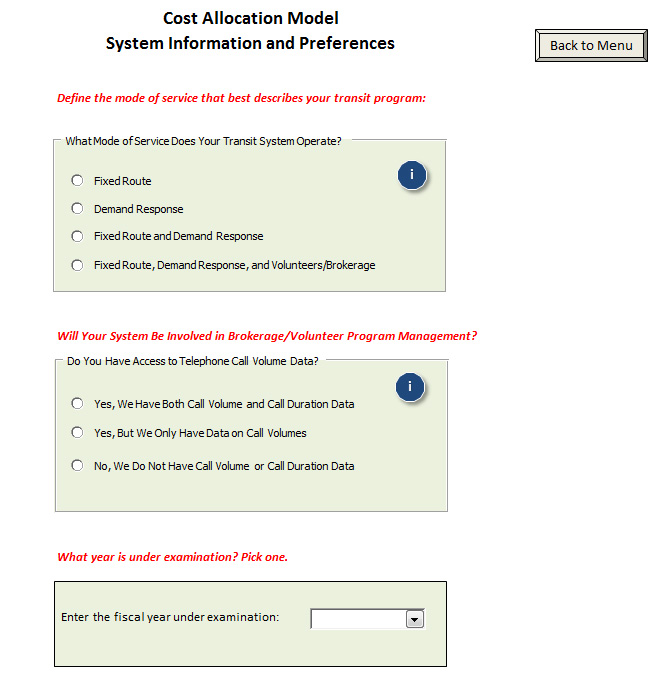 Cost Allocation Model
System Information and Preferences
Back to Menu
Define the mode of service that best describes your transit program:
What Mode of Service Does Your Transit System Operate?
i
Fixed Route
Demand Response
Fixed Route and Demand Response
Fixed Route, Demand Response, and Volunteers/Brokerage
Will Your System Be Involved in Brokerage/Volunteer Program Management?
Do You Have Access to Telephone Call Volume Data?
i
Yes, We Have Both Call Volume and Call Duration Data
Yes, But We Only Have Data on Call Volumes
No, We Do Not Have Call Volume or Call Duration Data
What year is under examination? Pick one.
Enter the fiscal year under examination: